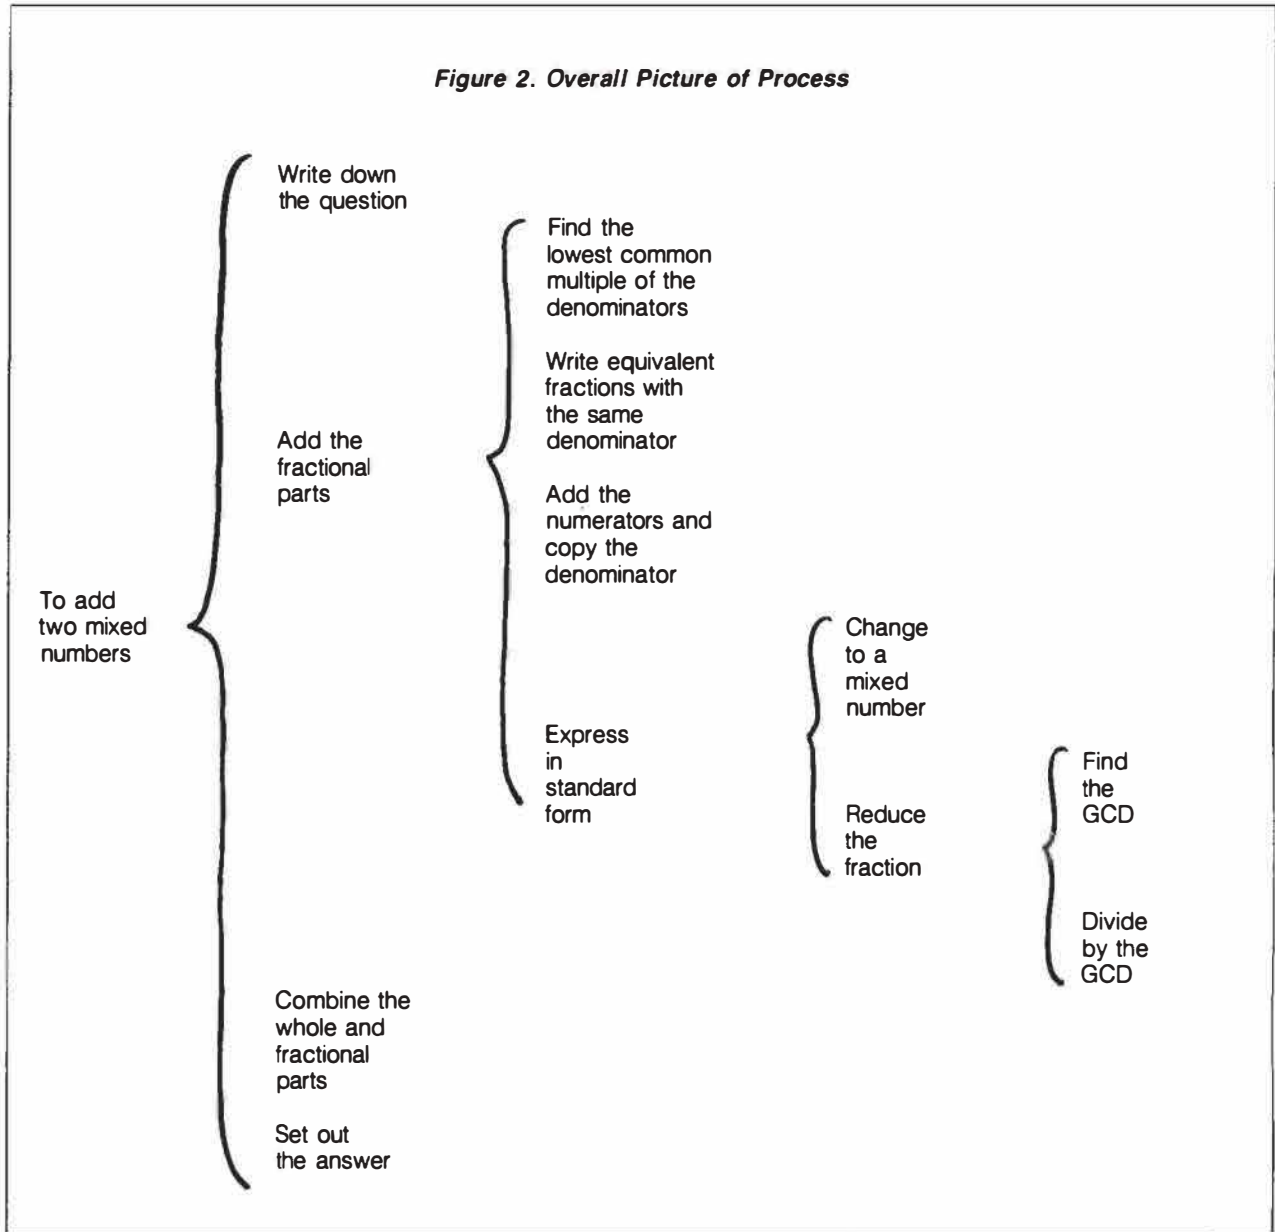 Figure 2. Overall Picture of Process
To add
two mixed
numbers
Write down
the question
Add the
fractional
parts
Find the
lowest common
multiple of the
denominators
Write equivalent
fractions with
the same
denominator
Add the
numerators and
copy the
denominator
Express
in
standard
form
Change
to a
mixed
number
Reduce
the
fraction
Find
the
GCD
Divide
by the
GCD
Combine the
whole and
fractional
parts
Set out
the answer